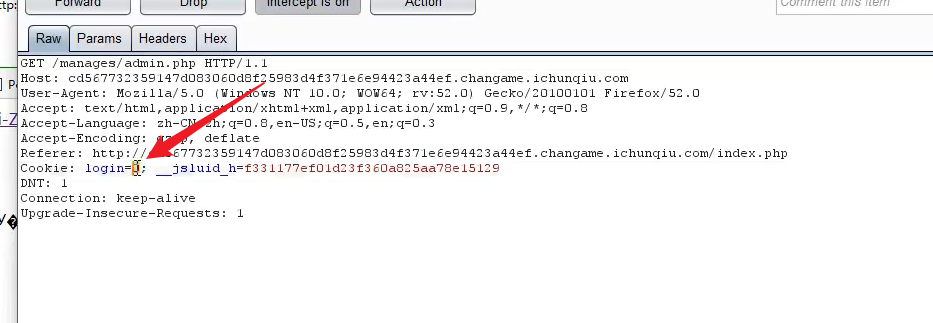 ttp:
Forward Drop Intercept is on Action Comment this item
Raw Params Headers Hex
GET /manages/admin.php HTTP/1.1
Host: cd567732359147d083060d8f25983d4f371e6e94423a44ef.changame.ichunqiu.com
User-Agent: Mozilla/5.0 (Windows NT 10.0; WOW64; rv:52.0) Gecko/20100101 Firefox/52.0
Accept: text/html,application/xhtml+xml,application/xml;q=0.9,*/*;q=0.8
Accept-Language: zh-CN,zh;q=0.8,en-US;q=0.5,en;q=0.3
Accept-Encoding: gzip, deflate
Referer: http://cd567732359147d083060d8f25983d4f371e6e94423a44ef.changame.ichunqiu.com/index.php
Cookie: login=0; __jsluid_h=f331177ef01d23f360a825aa78e15129
DNT: 1
Connection: keep-alive
Upgrade-Insecure-Requests: 1